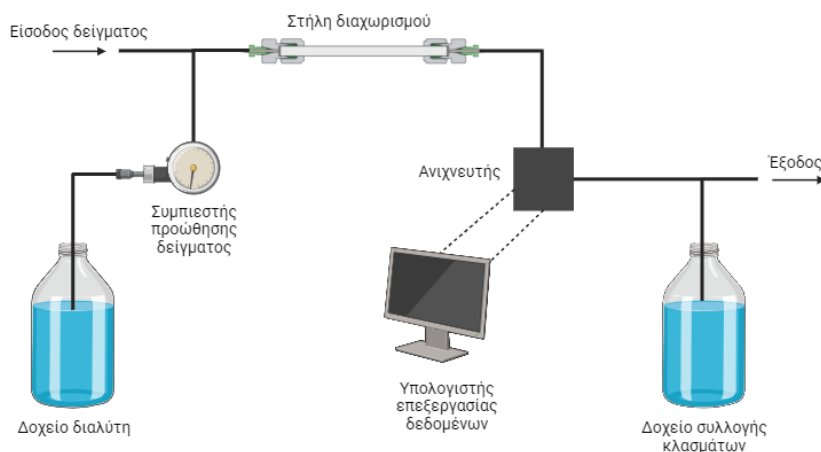 Στήλη διαχωρισμού
Είσοδος δείγματος
Ανιχνευτής
Έξοδος
Συμπιεστής
προώθησης
δείγματος
Δοχείο διαλύτη
Υπολογιστής
επεξεργασίας
δεδομένων
Δοχείο συλλογής
κλασμάτων